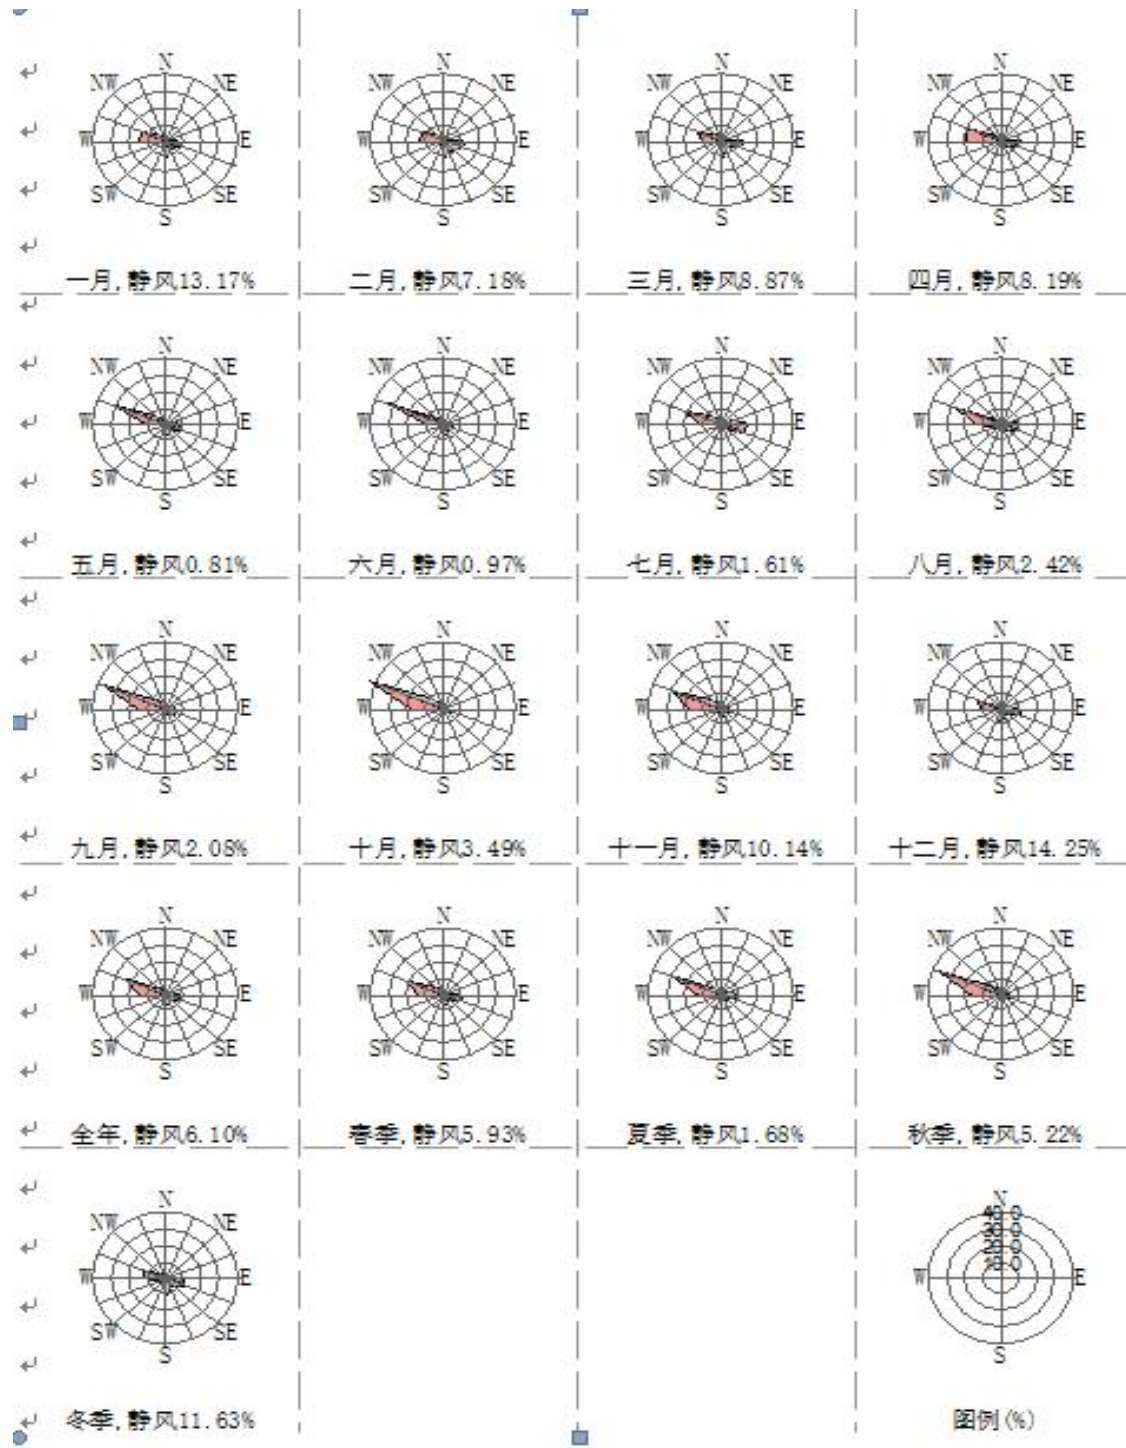 N
NW NE
W E
SW SE
S
一月,静风13.17%
N
NW NE
W E
SW SE
S
二月,静风7.18%
N
NW NE
W E
SW SE
S
三月,静风8.87%
N
NW NE
W E
SW SE
S
四月,静风8.19%
N
NW NE
W E
SW SE
S
五月,静风0.81%
N
NW NE
W E
SW SE
S
六月,静风0.97%
N
NW NE
W E
SW SE
S
七月,静风1.61%
N
NW NE
W E
SW SE
S
八月,静风2.42%
N
NW NE
W E
SW SE
S
九月,静风2.08%
N
NW NE
W E
SW SE
S
十月,静风3.49%
N
NW NE
W E
SW SE
S
十一月,静风10.14%
N
NW NE
W E
SW SE
S
十二月,静风14.25%
N
NW NE
W E
SW SE
S
全年,静风6.10%
N
NW NE
W E
SW SE
S
春季,静风5.93%
N
NW NE
W E
SW SE
S
夏季,静风1.68%
N
NW NE
W E
SW SE
S
秋季,静风5.22%
N
NW NE
W E
SW SE
S
冬季,静风11.63%
N
40.0
30.0
20.0
10.0
W E
S
图例(%)